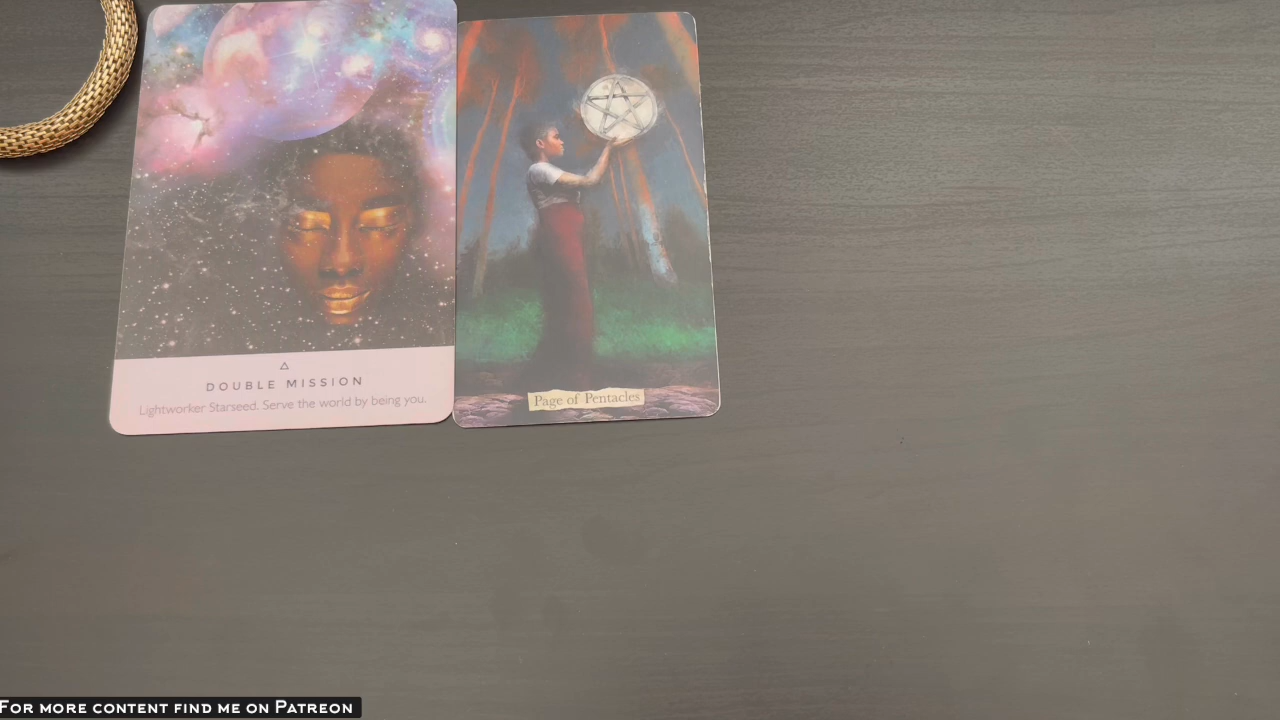 DOUBLE MISSION
Lightworker Starseed. Serve the world by being you.
Page of Pentacles
FOR MORE CONTENT FIND ME ON PATREON